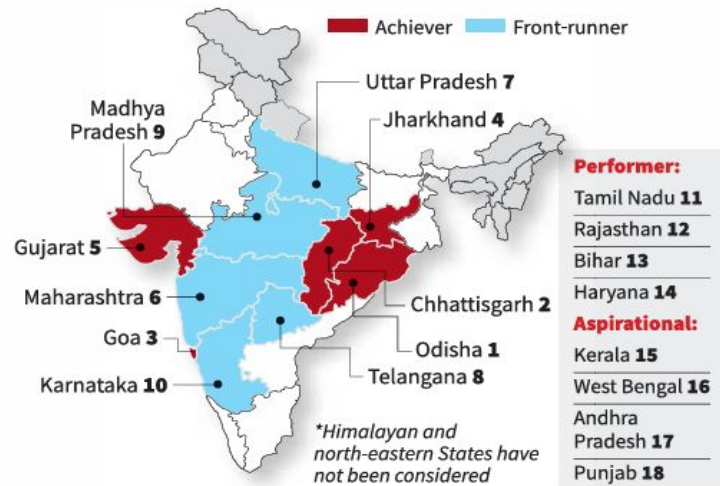 Achiever
Front-runner
Uttar Pradesh 7
Madhya
Pradesh 9
Jharkhand 4
Gujarat 5
Maharashtra 6
Chhattisgarh 2
Goa 3
Odisha 1
Karnataka 10
Telangana 8
*Himalayan and
north-eastern States have
not been considered
Performer:
Tamil Nadu 11
Rajasthan 12
Bihar 13
Haryana 14
Aspirational:
Kerala 15
West Bengal 16
Andhra
Pradesh 17
Punjab 18